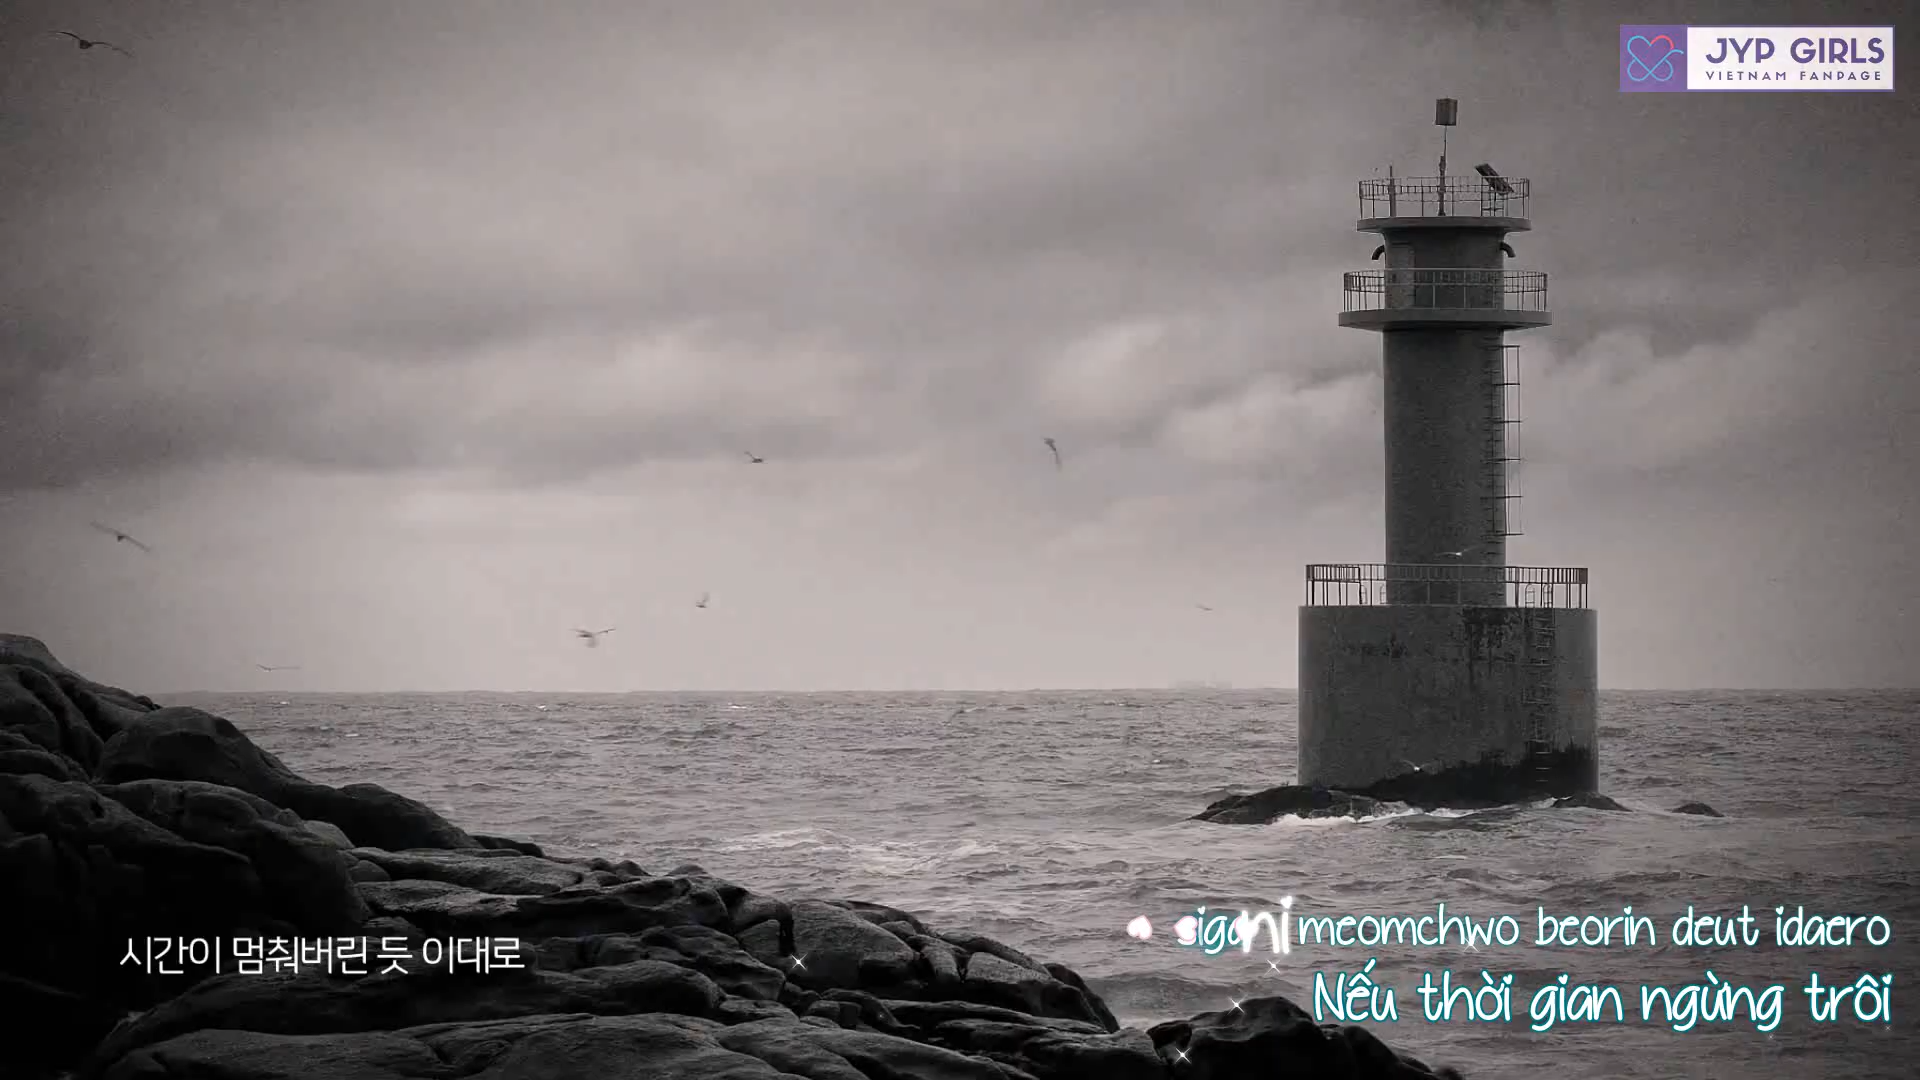 JYP GIRLS
VIETNAM FANPAGE
시간이 멈춰버린 듯 이대로
sigani meomchwo beorin deut idaero
Nếu thời gian ngừng trôi